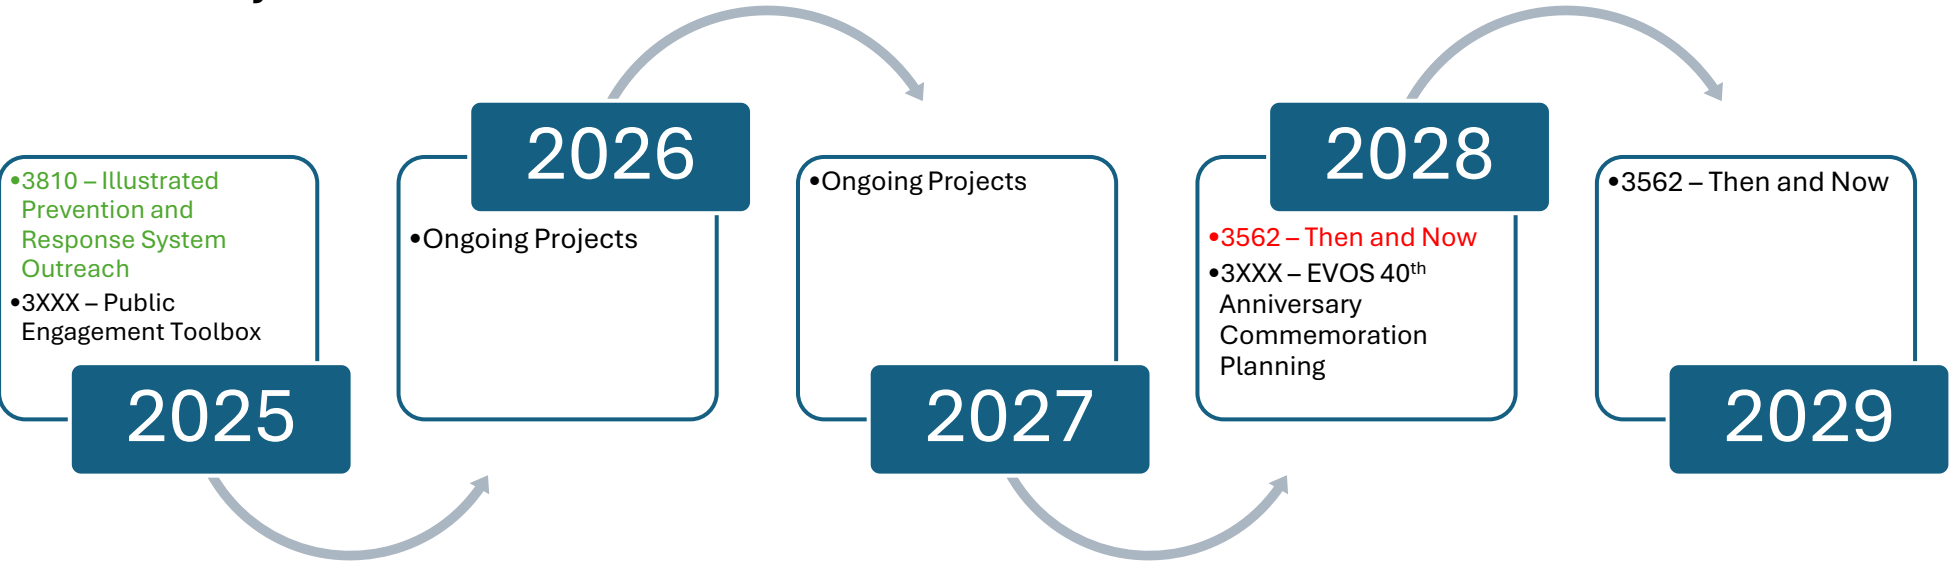 •3810 – Illustrated
Prevention and
Response System
Outreach
•3XXX – Public
Engagement Toolbox
2025
2026
•Ongoing Projects
•Ongoing Projects
2027
2028
•3562 – Then and Now
•3XXX – EVOS 40th
Anniversary
Commemoration
Planning
•3562 – Then and Now
2029